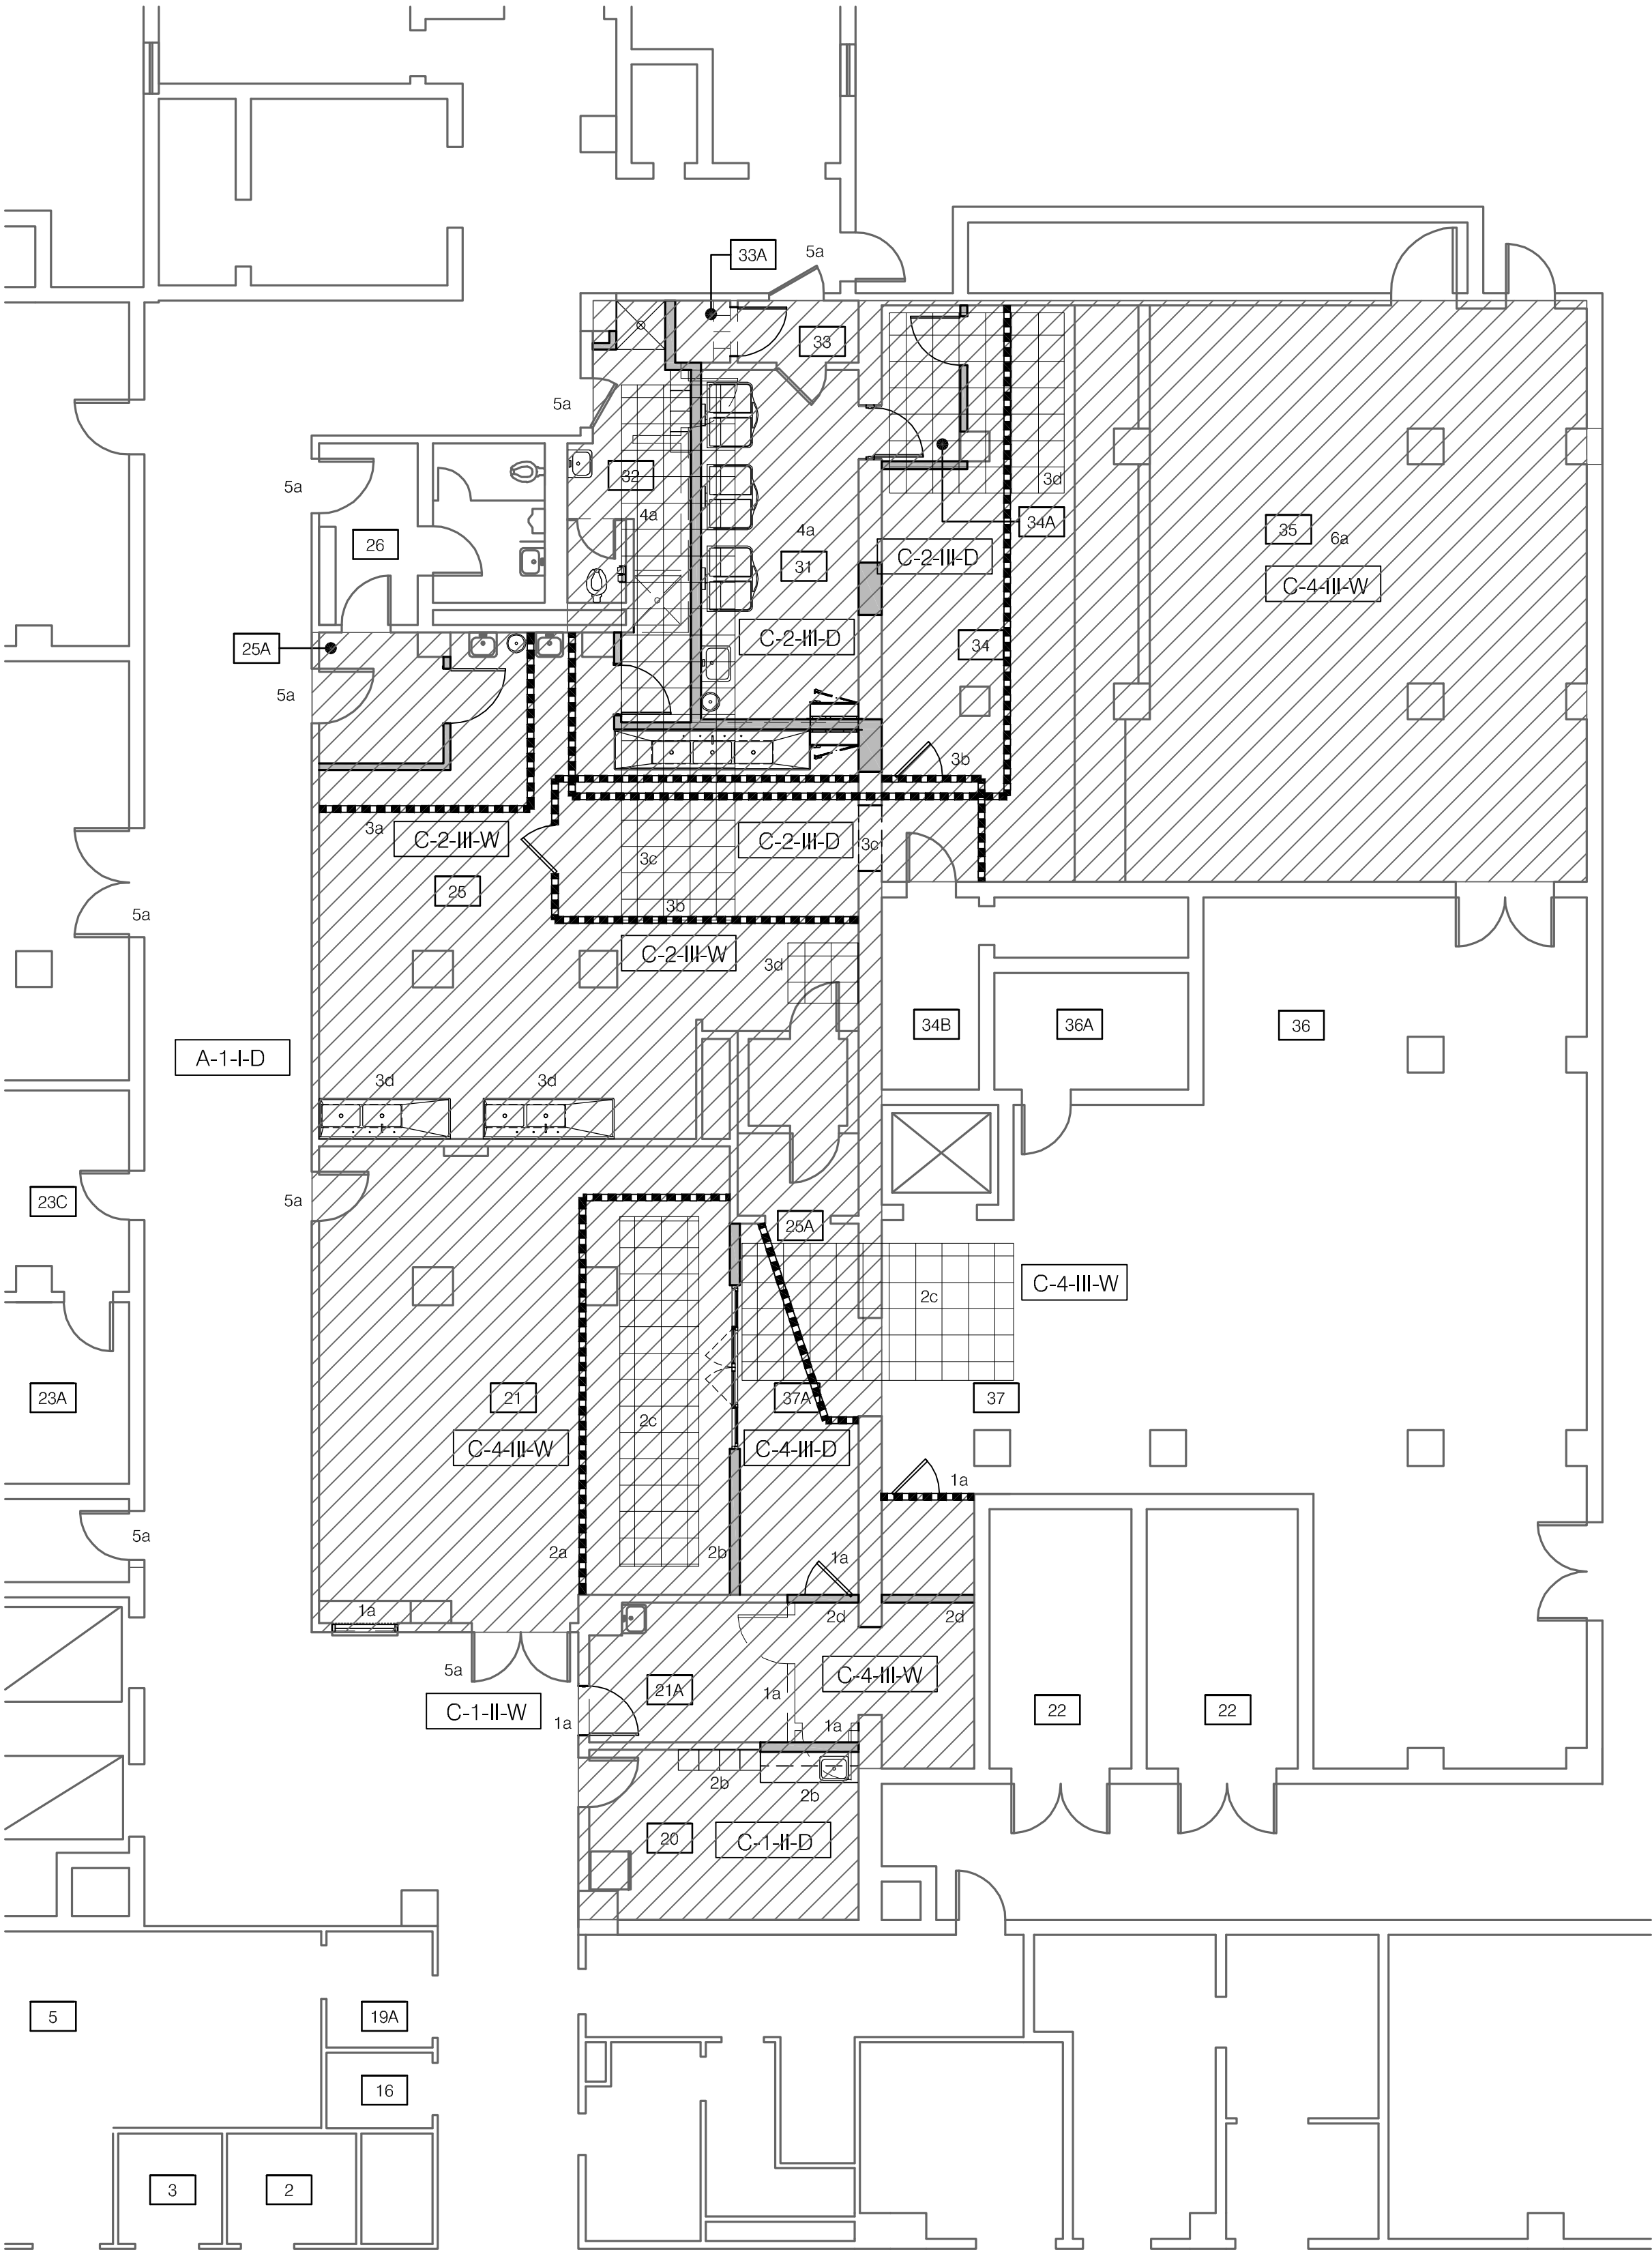 33A
5a
33
5a
32
3d
5a
4a
34A
35
6a
26
4a
31
C-2-III-D
C-4-III-W
C-2-III-D
34
25A
5a
3b
3a
C-2-III-W
C-2-III-D
3c
3c
25
3b
5a
C-2-III-W
3d
34B
36A
36
A-1-I-D
3d
3d
23C
5a
25A
C-4-III-W
2c
23A
21
37A
37
2c
C-4-III-W
C-4-III-D
1a
5a
2a
2b
1a
1a
2d
2d
5a
21A
C-4-III-W
1a
C-1-II-W
1a
1a
22
22
2b
2b
20
C-1-II-D
5
19A
16
3
2